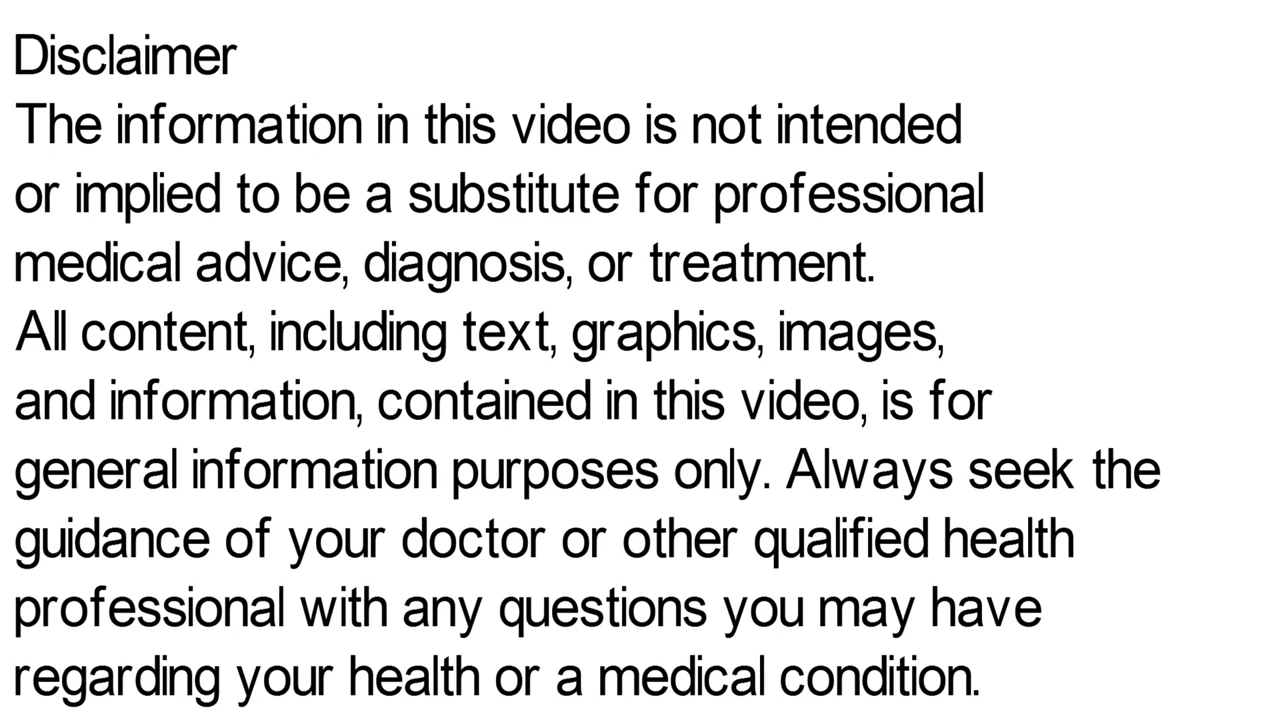 Disclaimer
The information in this video is not intended
or implied to be a substitute for professional
medical advice, diagnosis, or treatment.
All content, including text, graphics, images,
and information, contained in this video, is for
general information purposes only. Always seek the
guidance of your doctor or other qualified health
professional with any questions you may have
regarding your health or a medical condition.